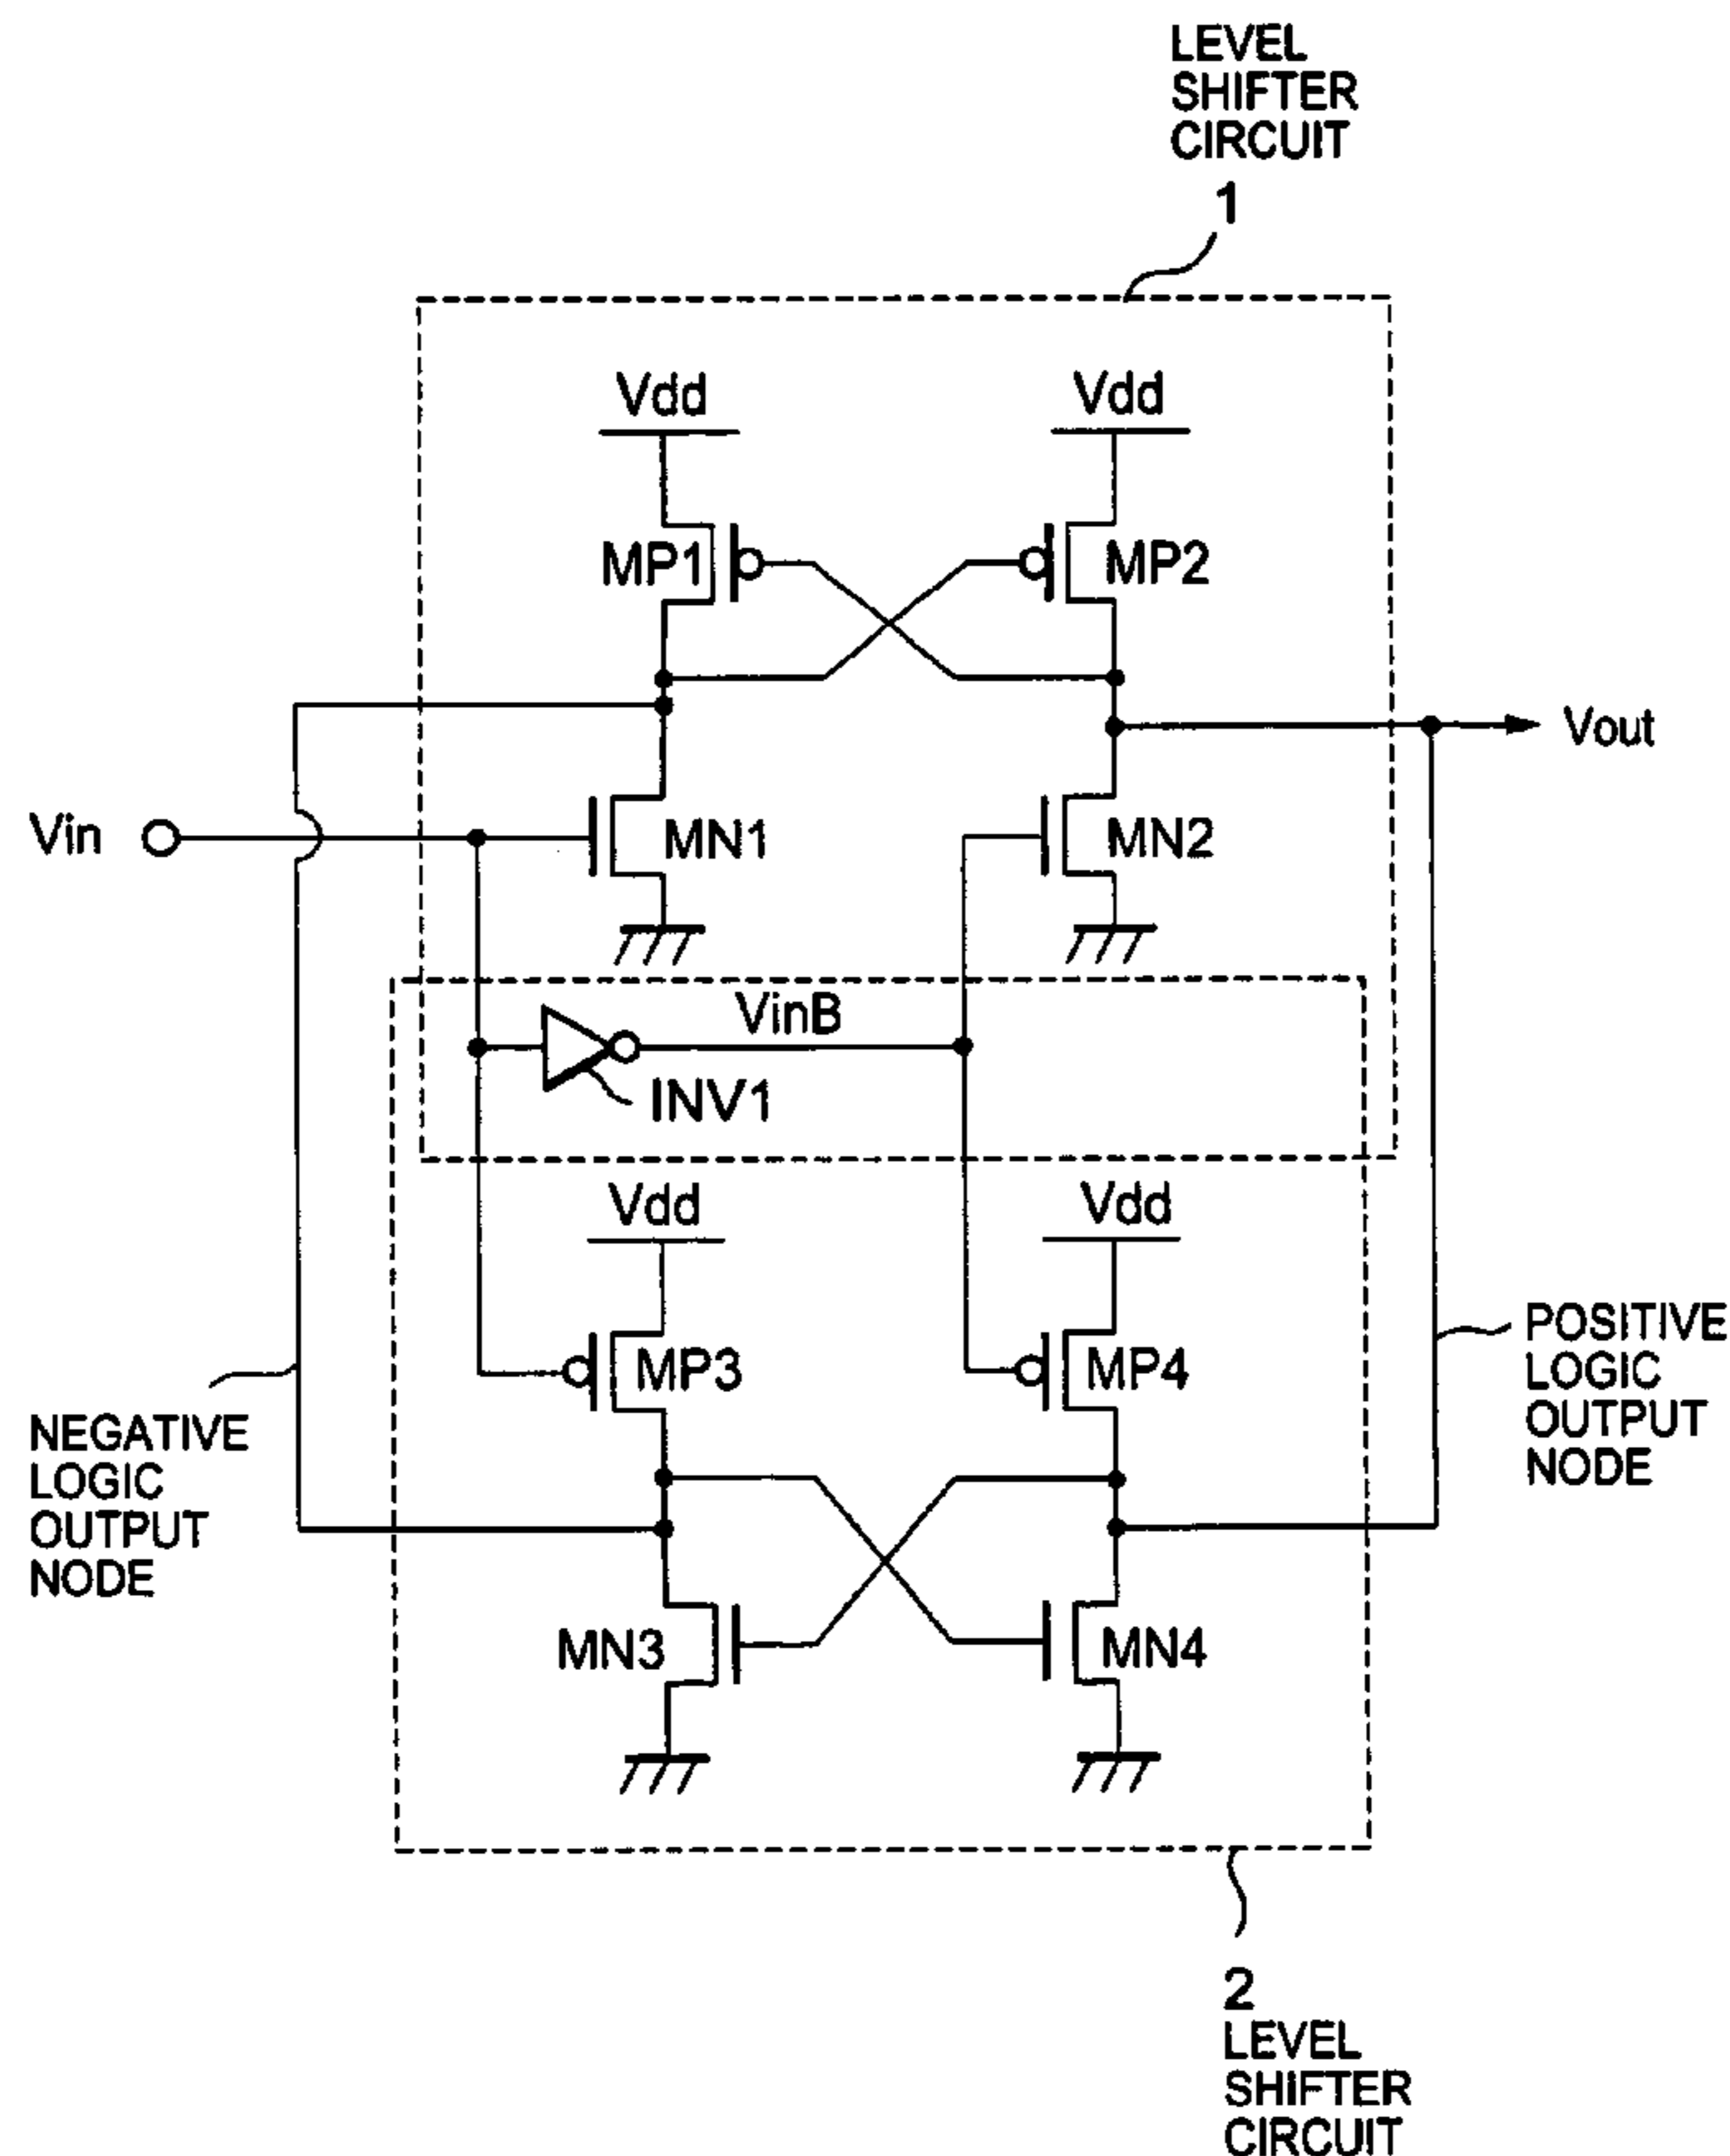 LEVEL
SHIFTER
CIRCUIT
1
Vdd
Vdd
MP1
MP2
Vout
Vin
MN1
MN2
VinB
INV1
Vdd
Vdd
MP3
MP4
POSITIVE
LOGIC
OUTPUT
NODE
NEGATIVE
LOGIC
OUTPUT
NODE
MN3
MN4
2
LEVEL
SHIFTER
CIRCUIT